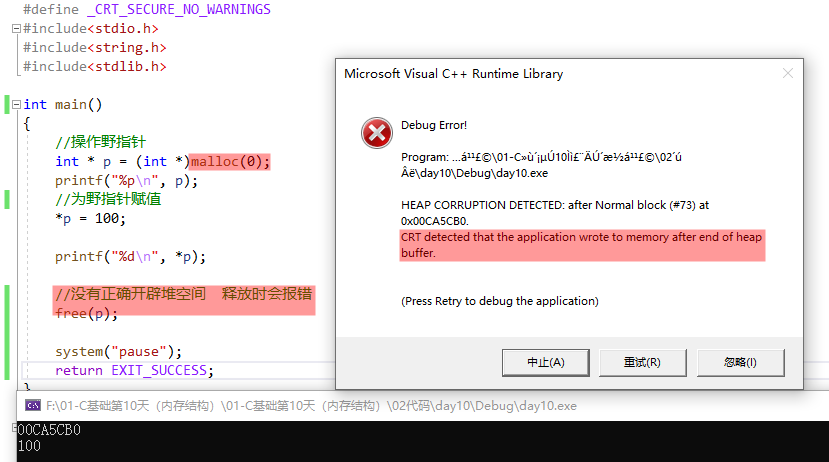 #define _CRT_SECURE_NO_WARNINGS
#include<stdio.h>
#include<string.h>
#include<stdlib.h>
int main()
{
//操作野指针
int * p = (int *)malloc(0);
printf("%p\n", p);
//为野指针赋值
*p = 100;
printf("%d\n", *p);
//没有正确开辟堆空间 释放时会报错
free(p);
system("pause");
return EXIT_SUCCESS;
}
Microsoft Visual C++ Runtime Library
Debug Error!
Program: ...á¹¹£©\01-C»ù´¡µÚ10Ìì£¨ÄÚ´æ½á¹¹£©\02´ú
Âë\day10\Debug\day10.exe
HEAP CORRUPTION DETECTED: after Normal block (#73) at
0x00CA5CB0.
CRT detected that the application wrote to memory after end of heap
buffer.
(Press Retry to debug the application)
中止(A)
重试(R)
忽略(I)
F:\01-C基础第10天（内存结构）\01-C基础第10天（内存结构）\02代码\day10\Debug\day10.exe
00CA5CB0
100